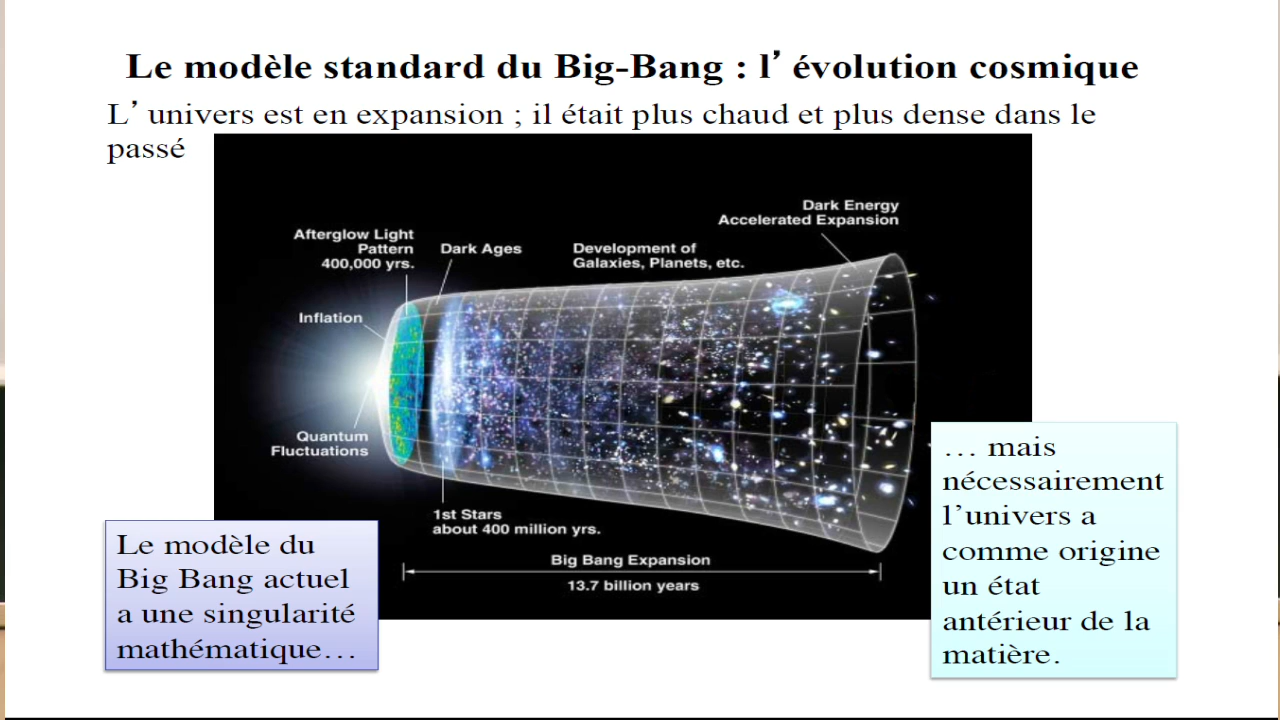 Le modèle standard du Big-Bang : l’ évolution cosmique
L’ univers est en expansion ; il était plus chaud et plus dense dans le
passé
Dark Energy
Accelerated Expansion
Afterglow Light
Pattern
400,000 yrs.
Dark Ages
Development of
Galaxies, Planets, etc.
Inflation
Quantum
Fluctuations
1st Stars
about 400 million yrs.
Big Bang Expansion
13.7 billion years
Le modèle du
Big Bang actuel
a une singularité
mathématique…
… mais
nécessairement
l’univers a
comme origine
un état
antérieur de la
matière.